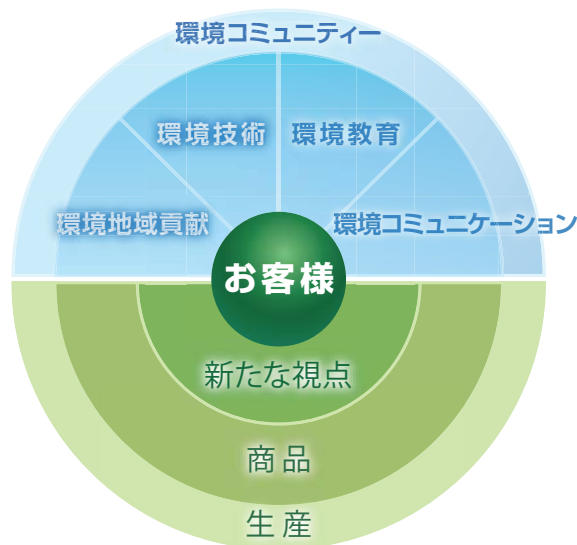 環境コミュニティー
環境技術
環境教育
環境地域貢献
環境コミュニケーション
お客様
新たな視点
商品
生産